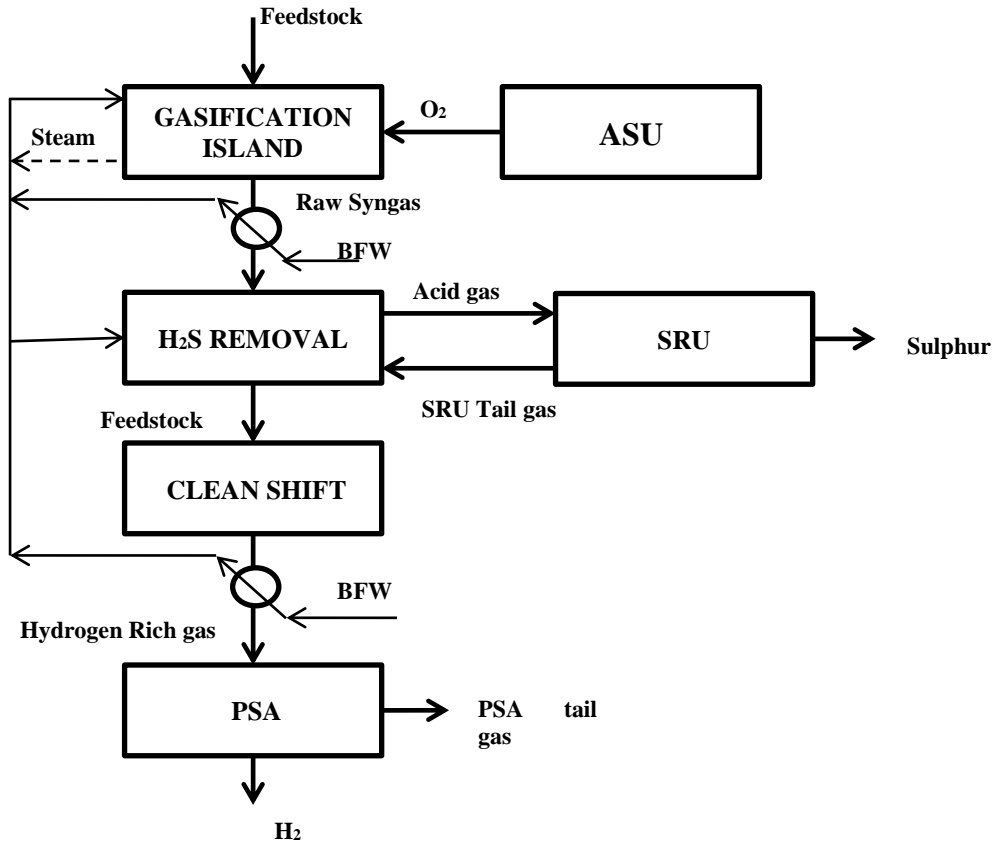 Feedstock
GASIFICATION
ISLAND
O₂
ASU
Steam
Raw Syngas
BFW
H₂S REMOVAL
Acid gas
SRU
Sulphur
SRU Tail gas
Feedstock
CLEAN SHIFT
BFW
Hydrogen Rich gas
PSA
PSA tail
gas
H₂